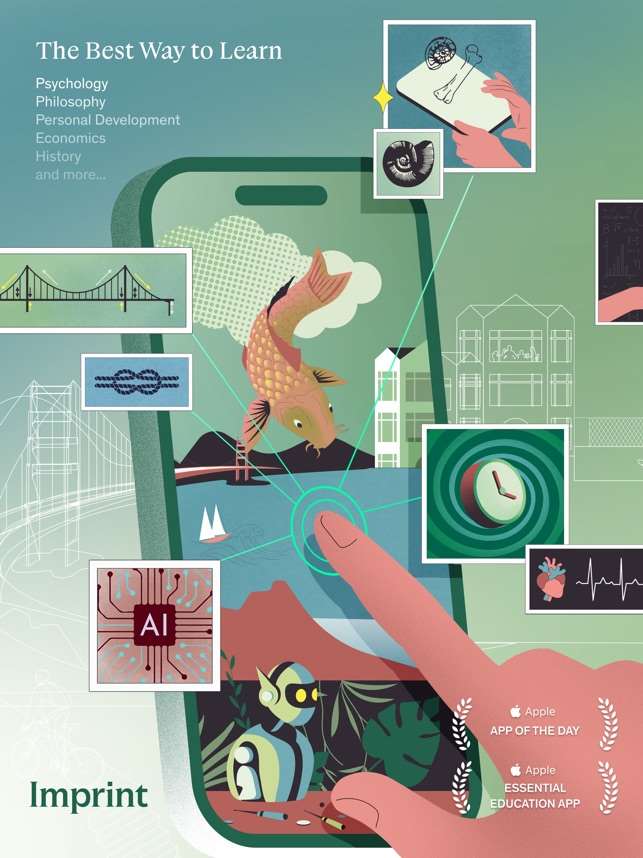 The Best Way to Learn
Psychology
Philosophy
Personal Development
Economics
History
and more...
AI
Apple
APP OF THE DAY
Apple
ESSENTIAL
EDUCATION APP
Imprint